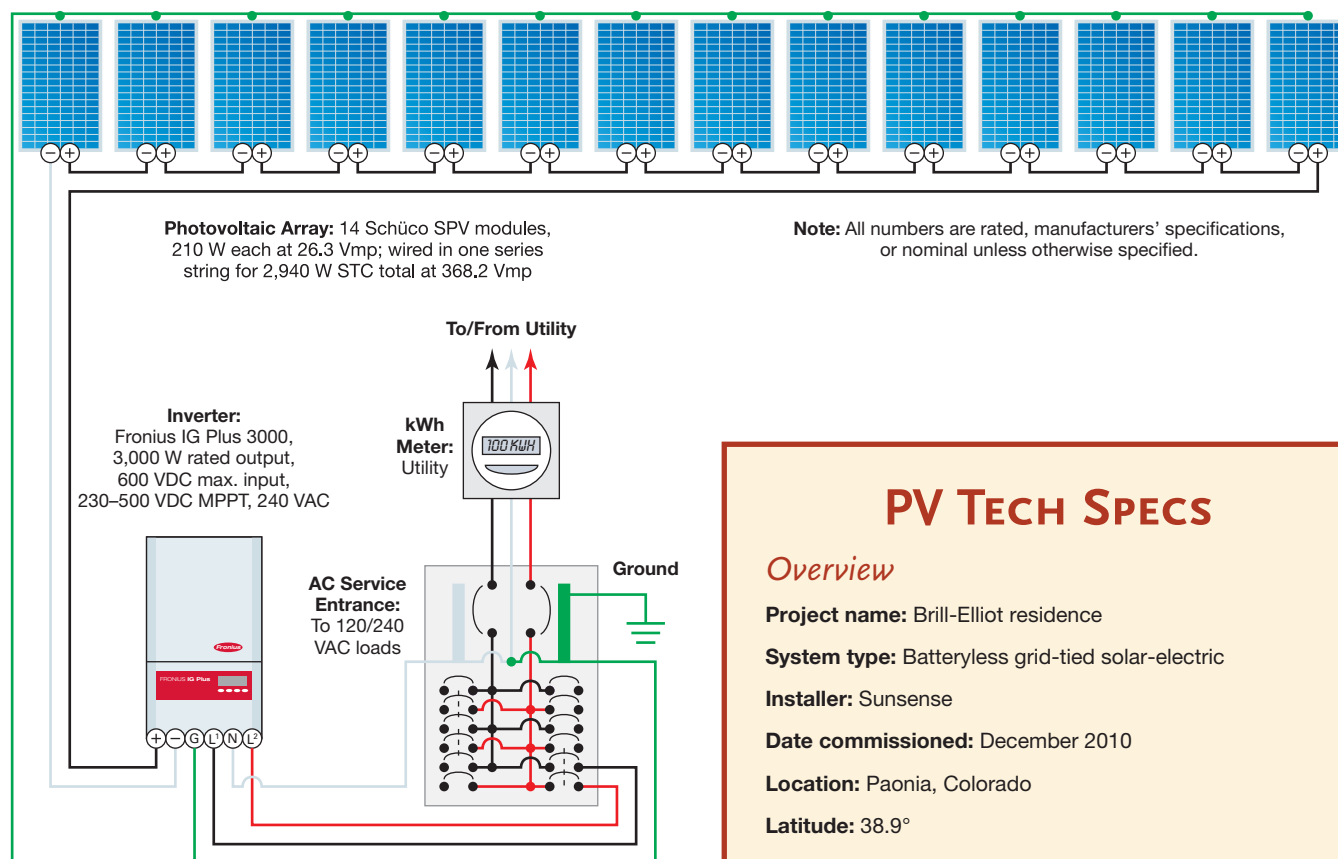 − + − + − + − + − + − + − + − + − + − + − + − + − + − +
Photovoltaic Array: 14 Schüco SPV modules,
210 W each at 26.3 Vmp; wired in one series
string for 2,940 W STC total at 368.2 Vmp
Note: All numbers are rated, manufacturers’ specifications,
or nominal unless otherwise specified.
To/From Utility
Inverter:
Fronius IG Plus 3000,
3,000 W rated output,
600 VDC max. input,
230–500 VDC MPPT, 240 VAC
kWh
Meter:
Utility
100 KWH
Fronius
FRONIUS IG Plus
+ − G L1 N L2
AC Service
Entrance:
To 120/240
VAC loads
Ground
PV Tech Specs
Overview
Project name: Brill-Elliot residence
System type: Batteryless grid-tied solar-electric
Installer: Sunsense
Date commissioned: December 2010
Location: Paonia, Colorado
Latitude: 38.9°